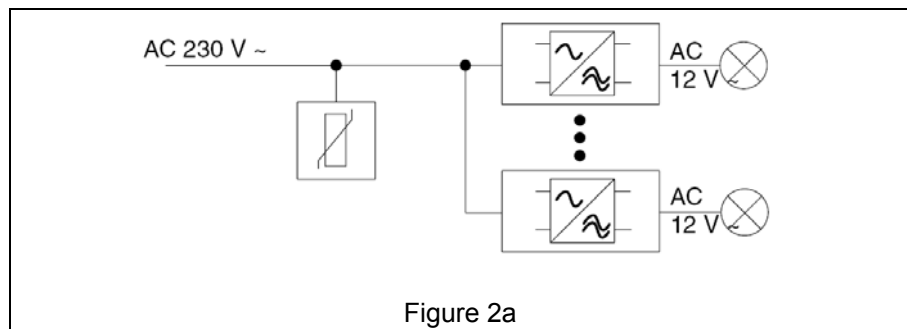 AC 230 V ~
AC
12 V ~
AC
12 V ~
Figure 2a